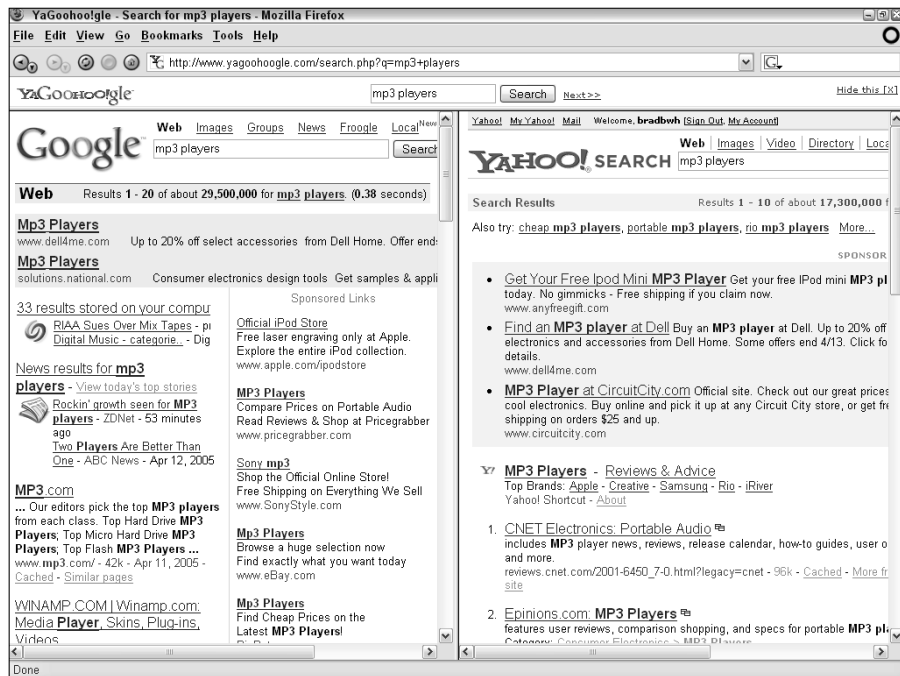 YaGoohoo!gle - Search for mp3 players - Mozilla Firefox
File Edit View Go Bookmarks Tools Help
http://www.yagoohoogle.com/search.php?q=mp3+players
G
YaGoohoo!gle
mp3 players
Search
Next>>
Hide this [X]
Google™
Web Images Groups News Froogle Local New
mp3 players
Search
Web Results 1 - 20 of about 29,500,000 for mp3 players. (0.38 seconds)
Mp3 Players
www.dell4me.com Up to 20% off select accessories from Dell Home. Offer end
Mp3 Players
solutions.national.com Consumer electronics design tools Get samples & appli
33 results stored on your compu
RIAA Sues Over Mix Tapes - p
Digital Music - categorie.. - Dig
News results for mp3
players - View today's top stories
Rockin' growth seen for MP3
players - ZDNet - 53 minutes
ago
Two Players Are Better Than
One - ABC News - Apr 12, 2005
MP3.com
... Our editors pick the top MP3 players
from each class. Top Hard Drive MP3
Players; Top Micro Hard Drive MP3
Players; Top Flash MP3 Players ...
www.mp3.com/ - 42k - Apr 11, 2005 -
Cached - Similar pages
WINAMP.COM | Winamp.com:
Media Player, Skins, Plug-ins,
Videos
Sponsored Links
Official iPod Store
Free laser engraving only at Apple.
Explore the entire iPod collection.
www.apple.com/ipodstore
MP3 Players
Compare Prices on Portable Audio
Read Reviews & Shop at Pricegrabber
www.pricegrabber.com
Sony mp3
Shop the Official Online Store!
Free Shipping on Everything We Sell
www.SonyStyle.com
Mp3 Players
Browse a huge selection now
Find exactly what you want today
www.eBay.com
Mp3 Players
Find Cheap Prices on the
Latest MP3 Players!
Yahoo! My Yahoo! Mail Welcome, bradbwh [Sign Out, My Account]
YAHOO! SEARCH
Web | Images | Video | Directory | Loca
mp3 players
Search Results Results 1 - 10 of about 17,300,000 f
Also try: cheap mp3 players, portable mp3 players, rio mp3 players More...
SPONSOR
• Get Your Free Ipod Mini MP3 Player Get your free IPod mini MP3 pl
today. No gimmicks - Free shipping if you claim now.
www.anyfreegift.com
• Find an MP3 player at Dell Buy an MP3 player at Dell. Up to 20% off
electronics and accessories from Dell Home. Some offers end 4/13. Click fo
details.
www.dell4me.com
• MP3 Player at CircuitCity.com Official site. Check out our great prices
cool electronics. Buy online and pick it up at any Circuit City store, or get fre
shipping on orders $25 and up.
www.circuitcity.com
Y! MP3 Players - Reviews & Advice
Top Brands: Apple - Creative - Samsung - Rio - iRiver
Yahoo! Shortcut - About
1. CNET Electronics: Portable Audio
includes MP3 player news, reviews, release calendar, how-to guides, user o
and more.
reviews.cnet.com/2001-6450_7-0.html?legacy=cnet - 96k - Cached - More fr
site
2. Epinions.com: MP3 Players
features user reviews, comparison shopping, and specs for portable MP3 pla
Category: Consumer Electronics > MP3 Players
Done